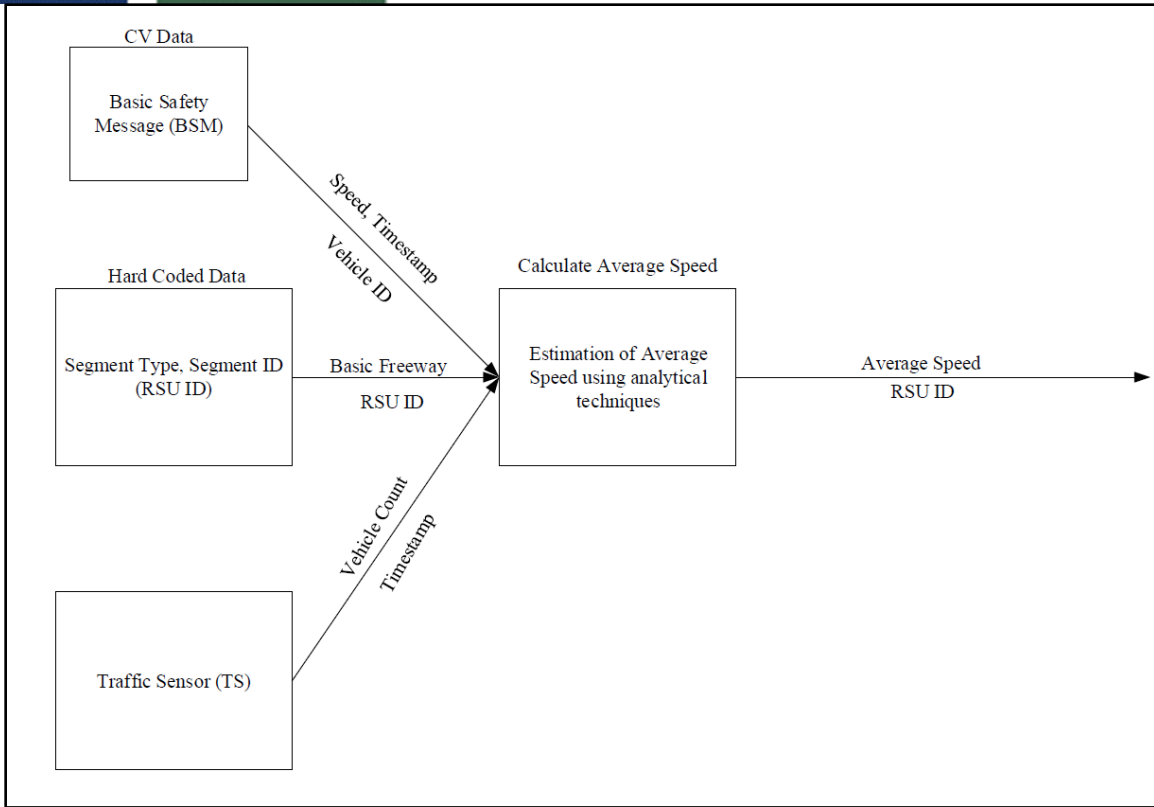 CV Data
Basic Safety
Message (BSM)
Speed, Timestamp
Vehicle ID
Hard Coded Data
Segment Type, Segment ID
(RSU ID)
Basic Freeway
RSU ID
Calculate Average Speed
Estimation of Average
Speed using analytical
techniques
Average Speed
RSU ID
Vehicle Count
Timestamp
Traffic Sensor (TS)